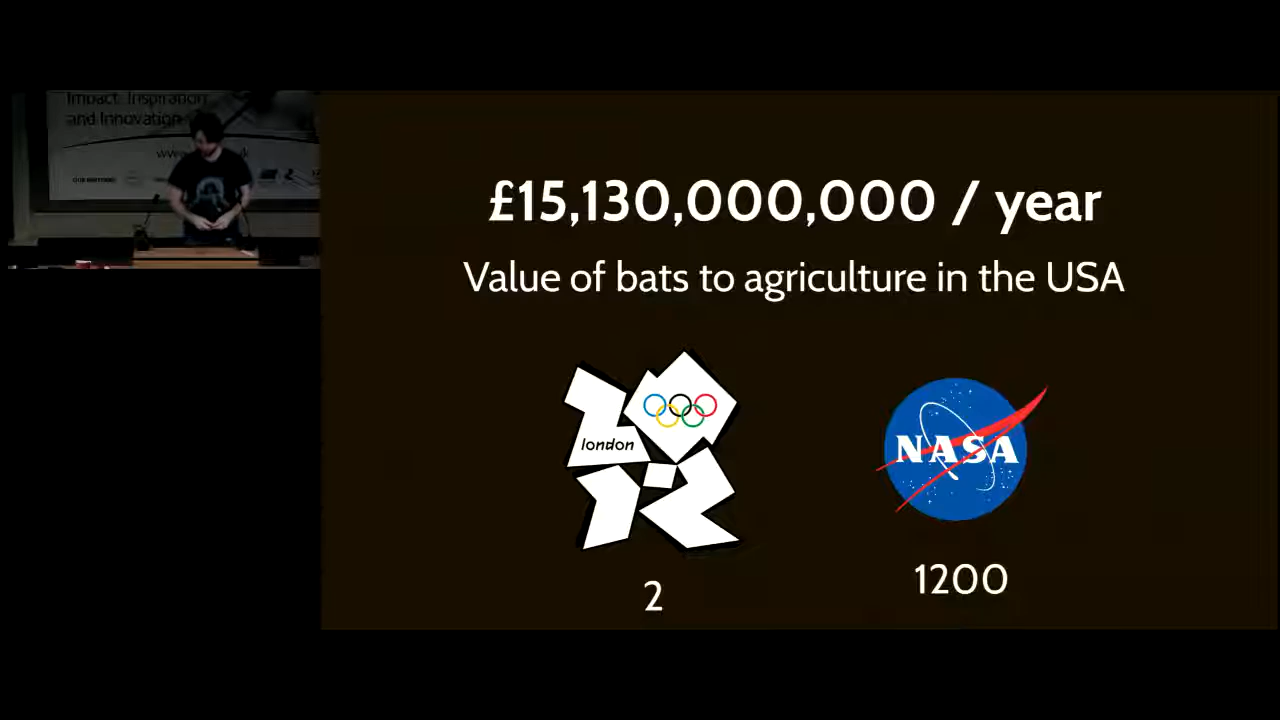 Impact: Inspiration
and Innovation
£15,130,000,000 / year
Value of bats to agriculture in the USA
london
NASA
2
1200